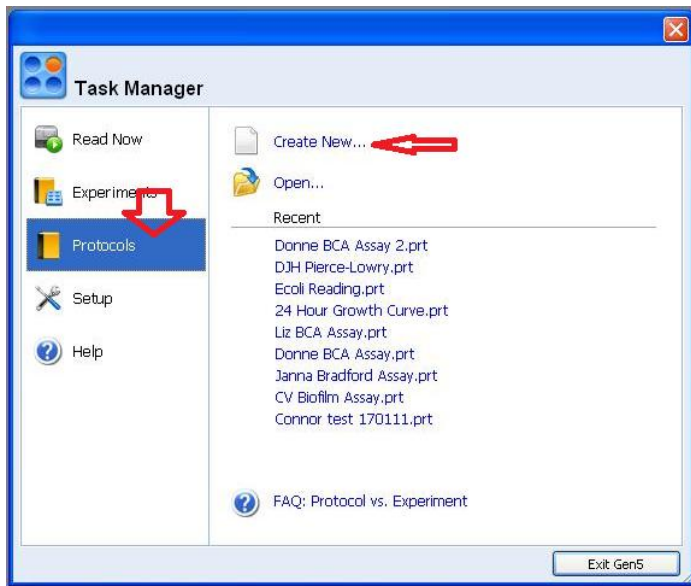 Task Manager
Read Now
Experiments
Protocols
Setup
Help
Create New...
Open...
Recent
Donne BCA Assay 2.prt
DJH Pierce-Lowry.prt
Ecoli Reading.prt
24 Hour Growth Curve.prt
Liz BCA Assay.prt
Donne BCA Assay.prt
Janna Bradford Assay.prt
CV Biofilm Assay.prt
Connor test 170111.prt
FAQ: Protocol vs. Experiment
Exit Gen5